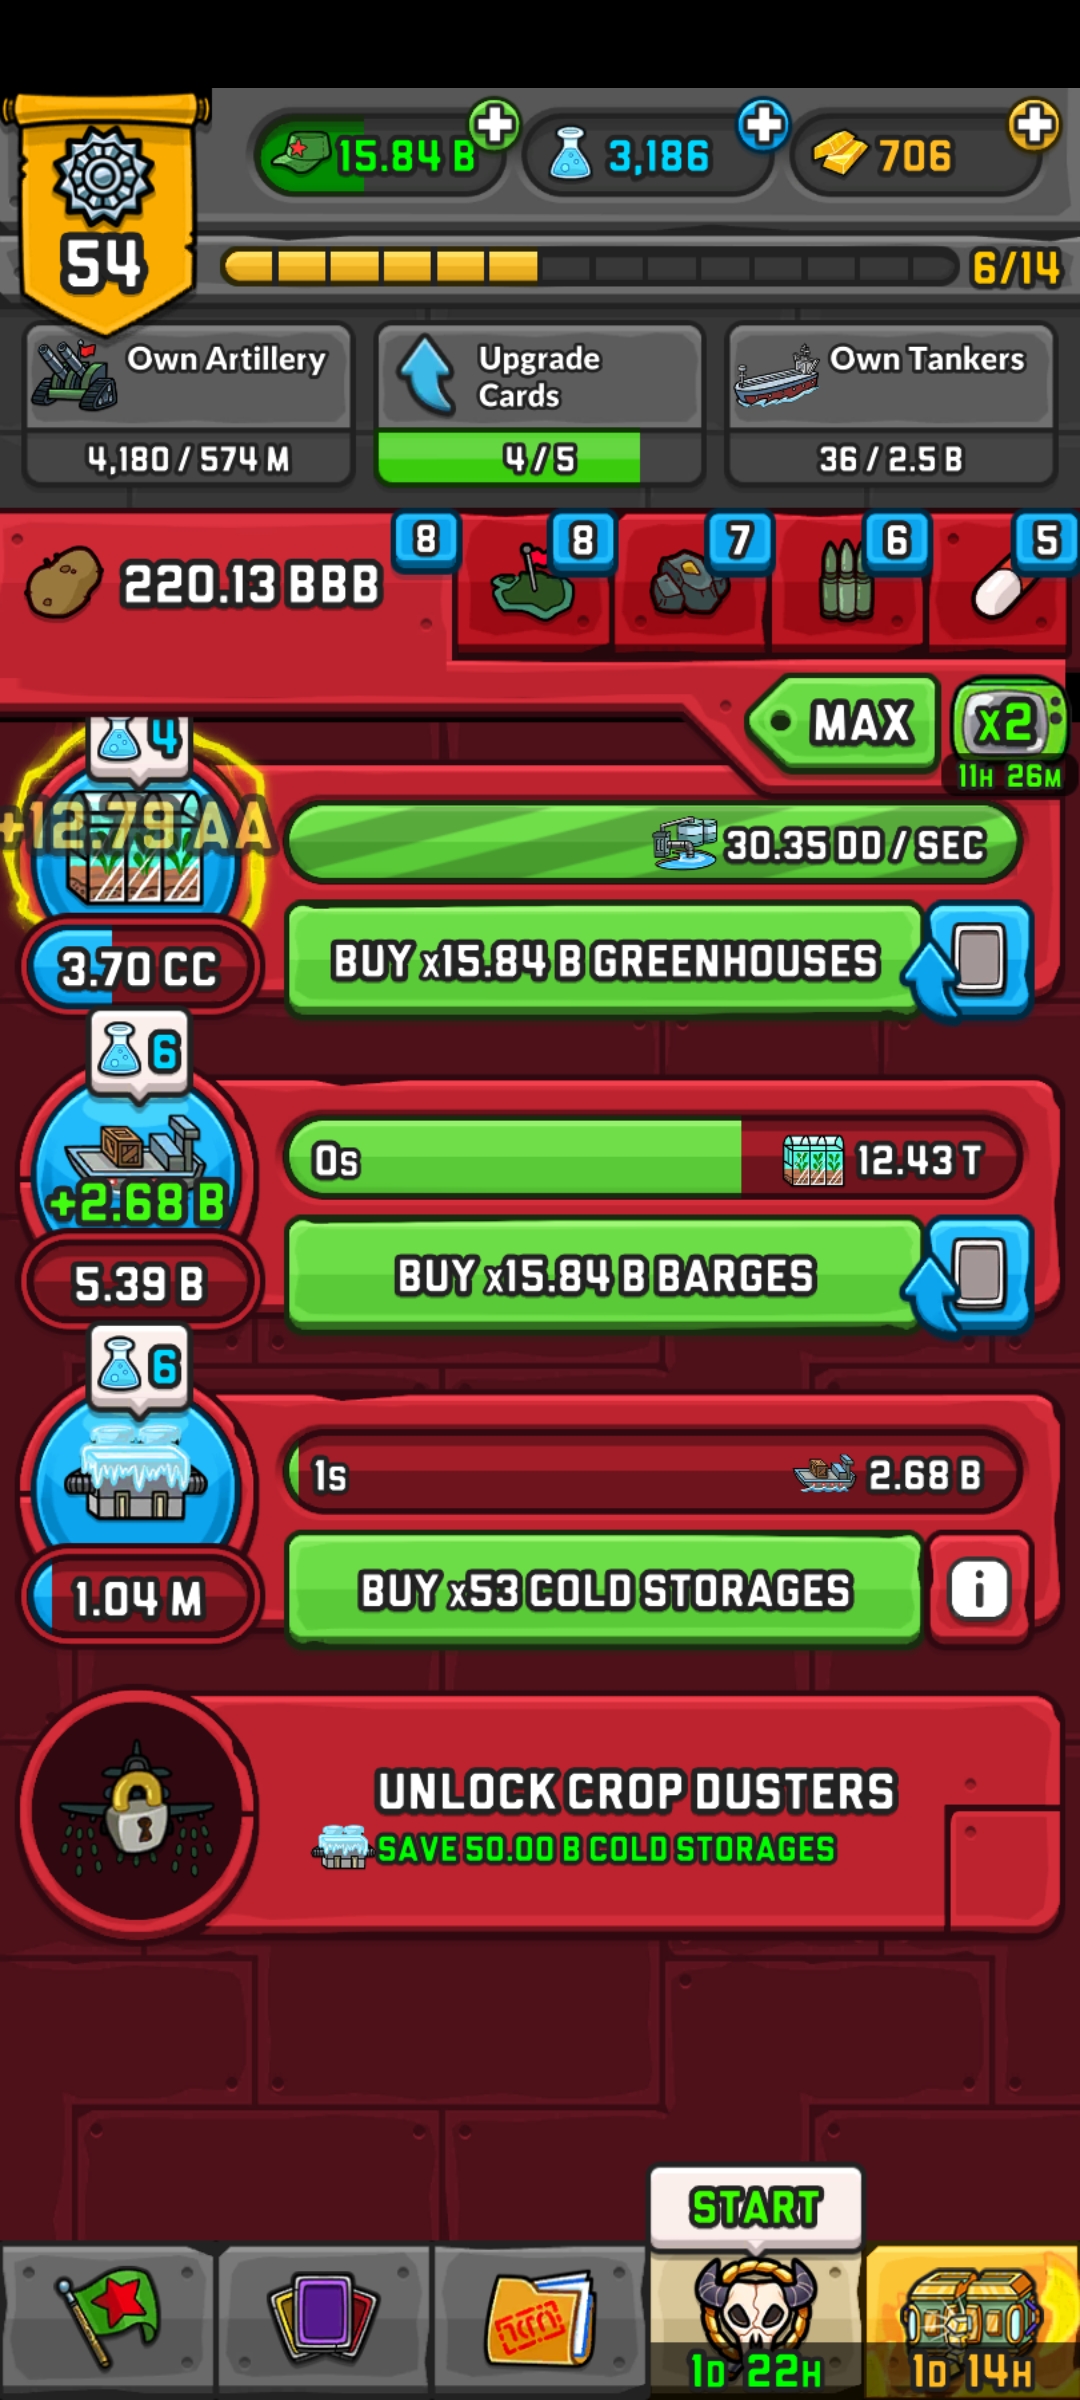 15.84 B
3,186
706
54
6/14
Own Artillery
4,180 / 574 M
Upgrade
Cards
4 / 5
Own Tankers
36 / 2.5 B
220.13 BBB
8
8
7
6
5
MAX
x2
11H 26M
4
+12.79 AA
30.35 DD / SEC
3.70 CC
BUY x15.84 B GREENHOUSES
6
+2.68 B
0s
12.43 T
5.39 B
BUY x15.84 B BARGES
6
1s
2.68 B
1.04 M
BUY x53 COLD STORAGES
i
UNLOCK CROP DUSTERS
SAVE 50.00 B COLD STORAGES
START
1D 22H
1D 14H